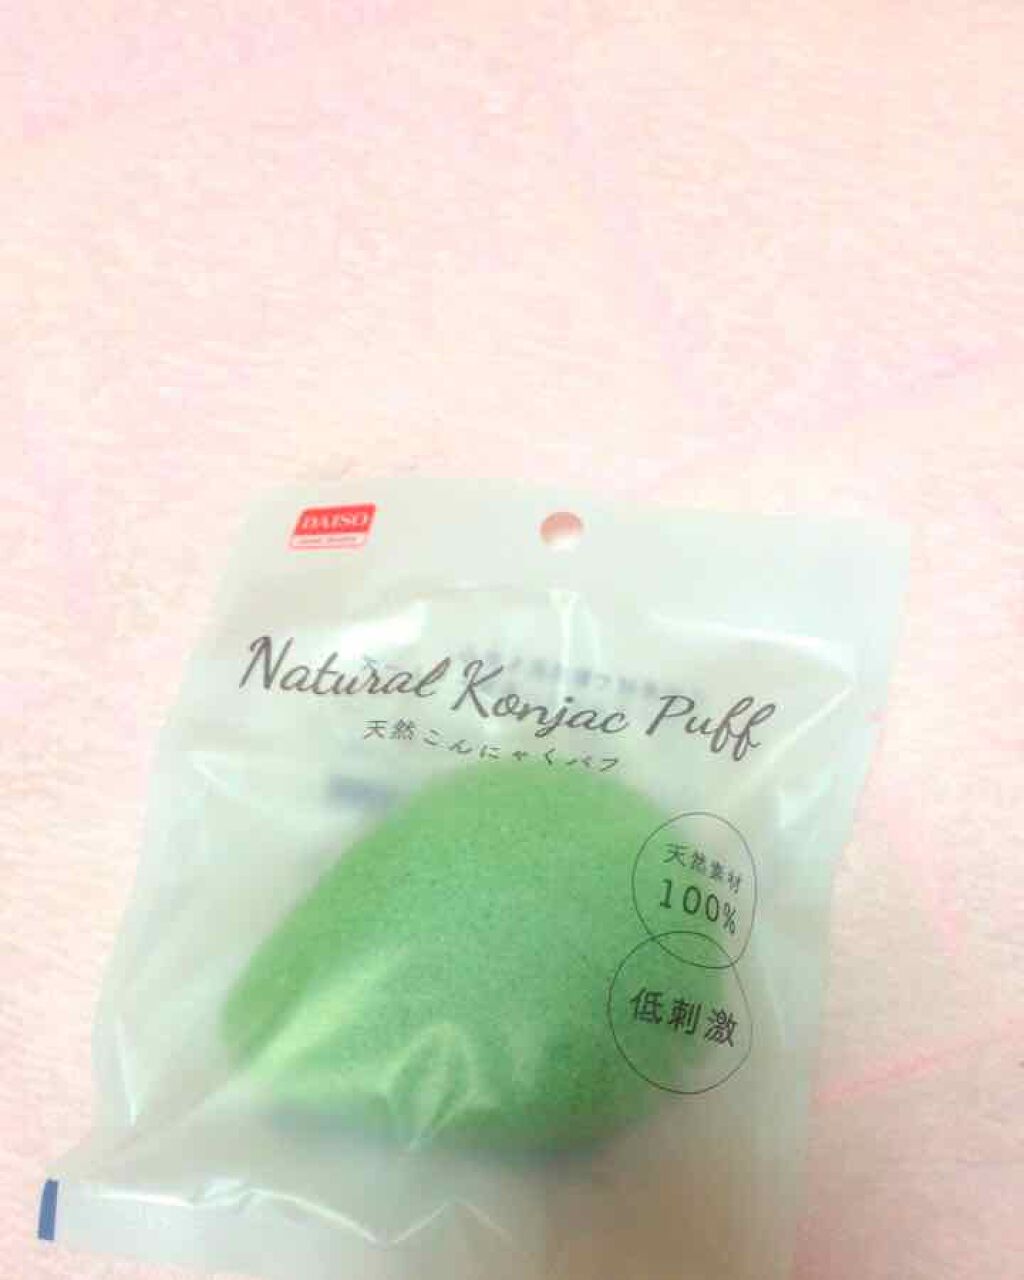 DAISO
Natural Konjac Puff
天然こんにゃくパフ
天然素材
100%
低刺激